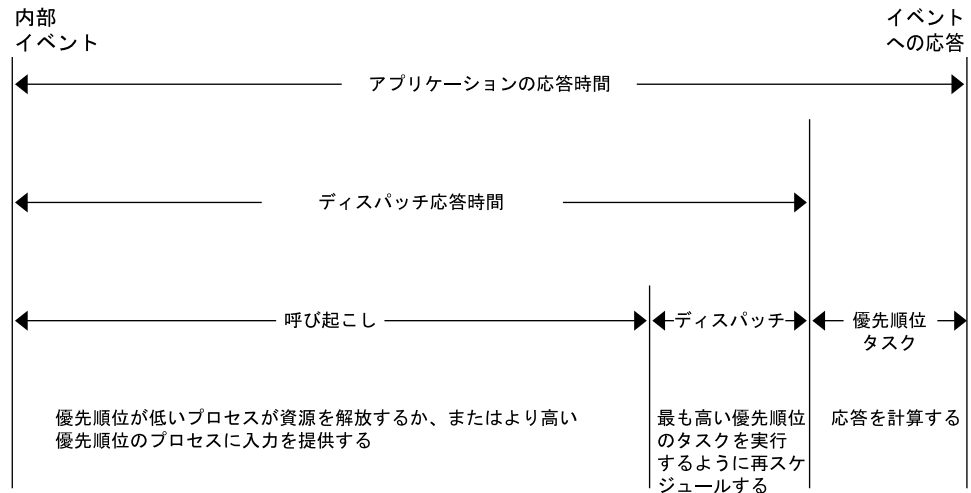 内部
イベント
イベント
への応答
アプリケーションの応答時間
ディスパッチ応答時間
呼び起こし
ディスパッチ
優先順位
タスク
優先順位が低いプロセスが資源を解放するか、またはより高い
優先順位のプロセスに入力を提供する
最も高い優先順位
のタスクを実行
するように再スケ
ジュールする
応答を計算する